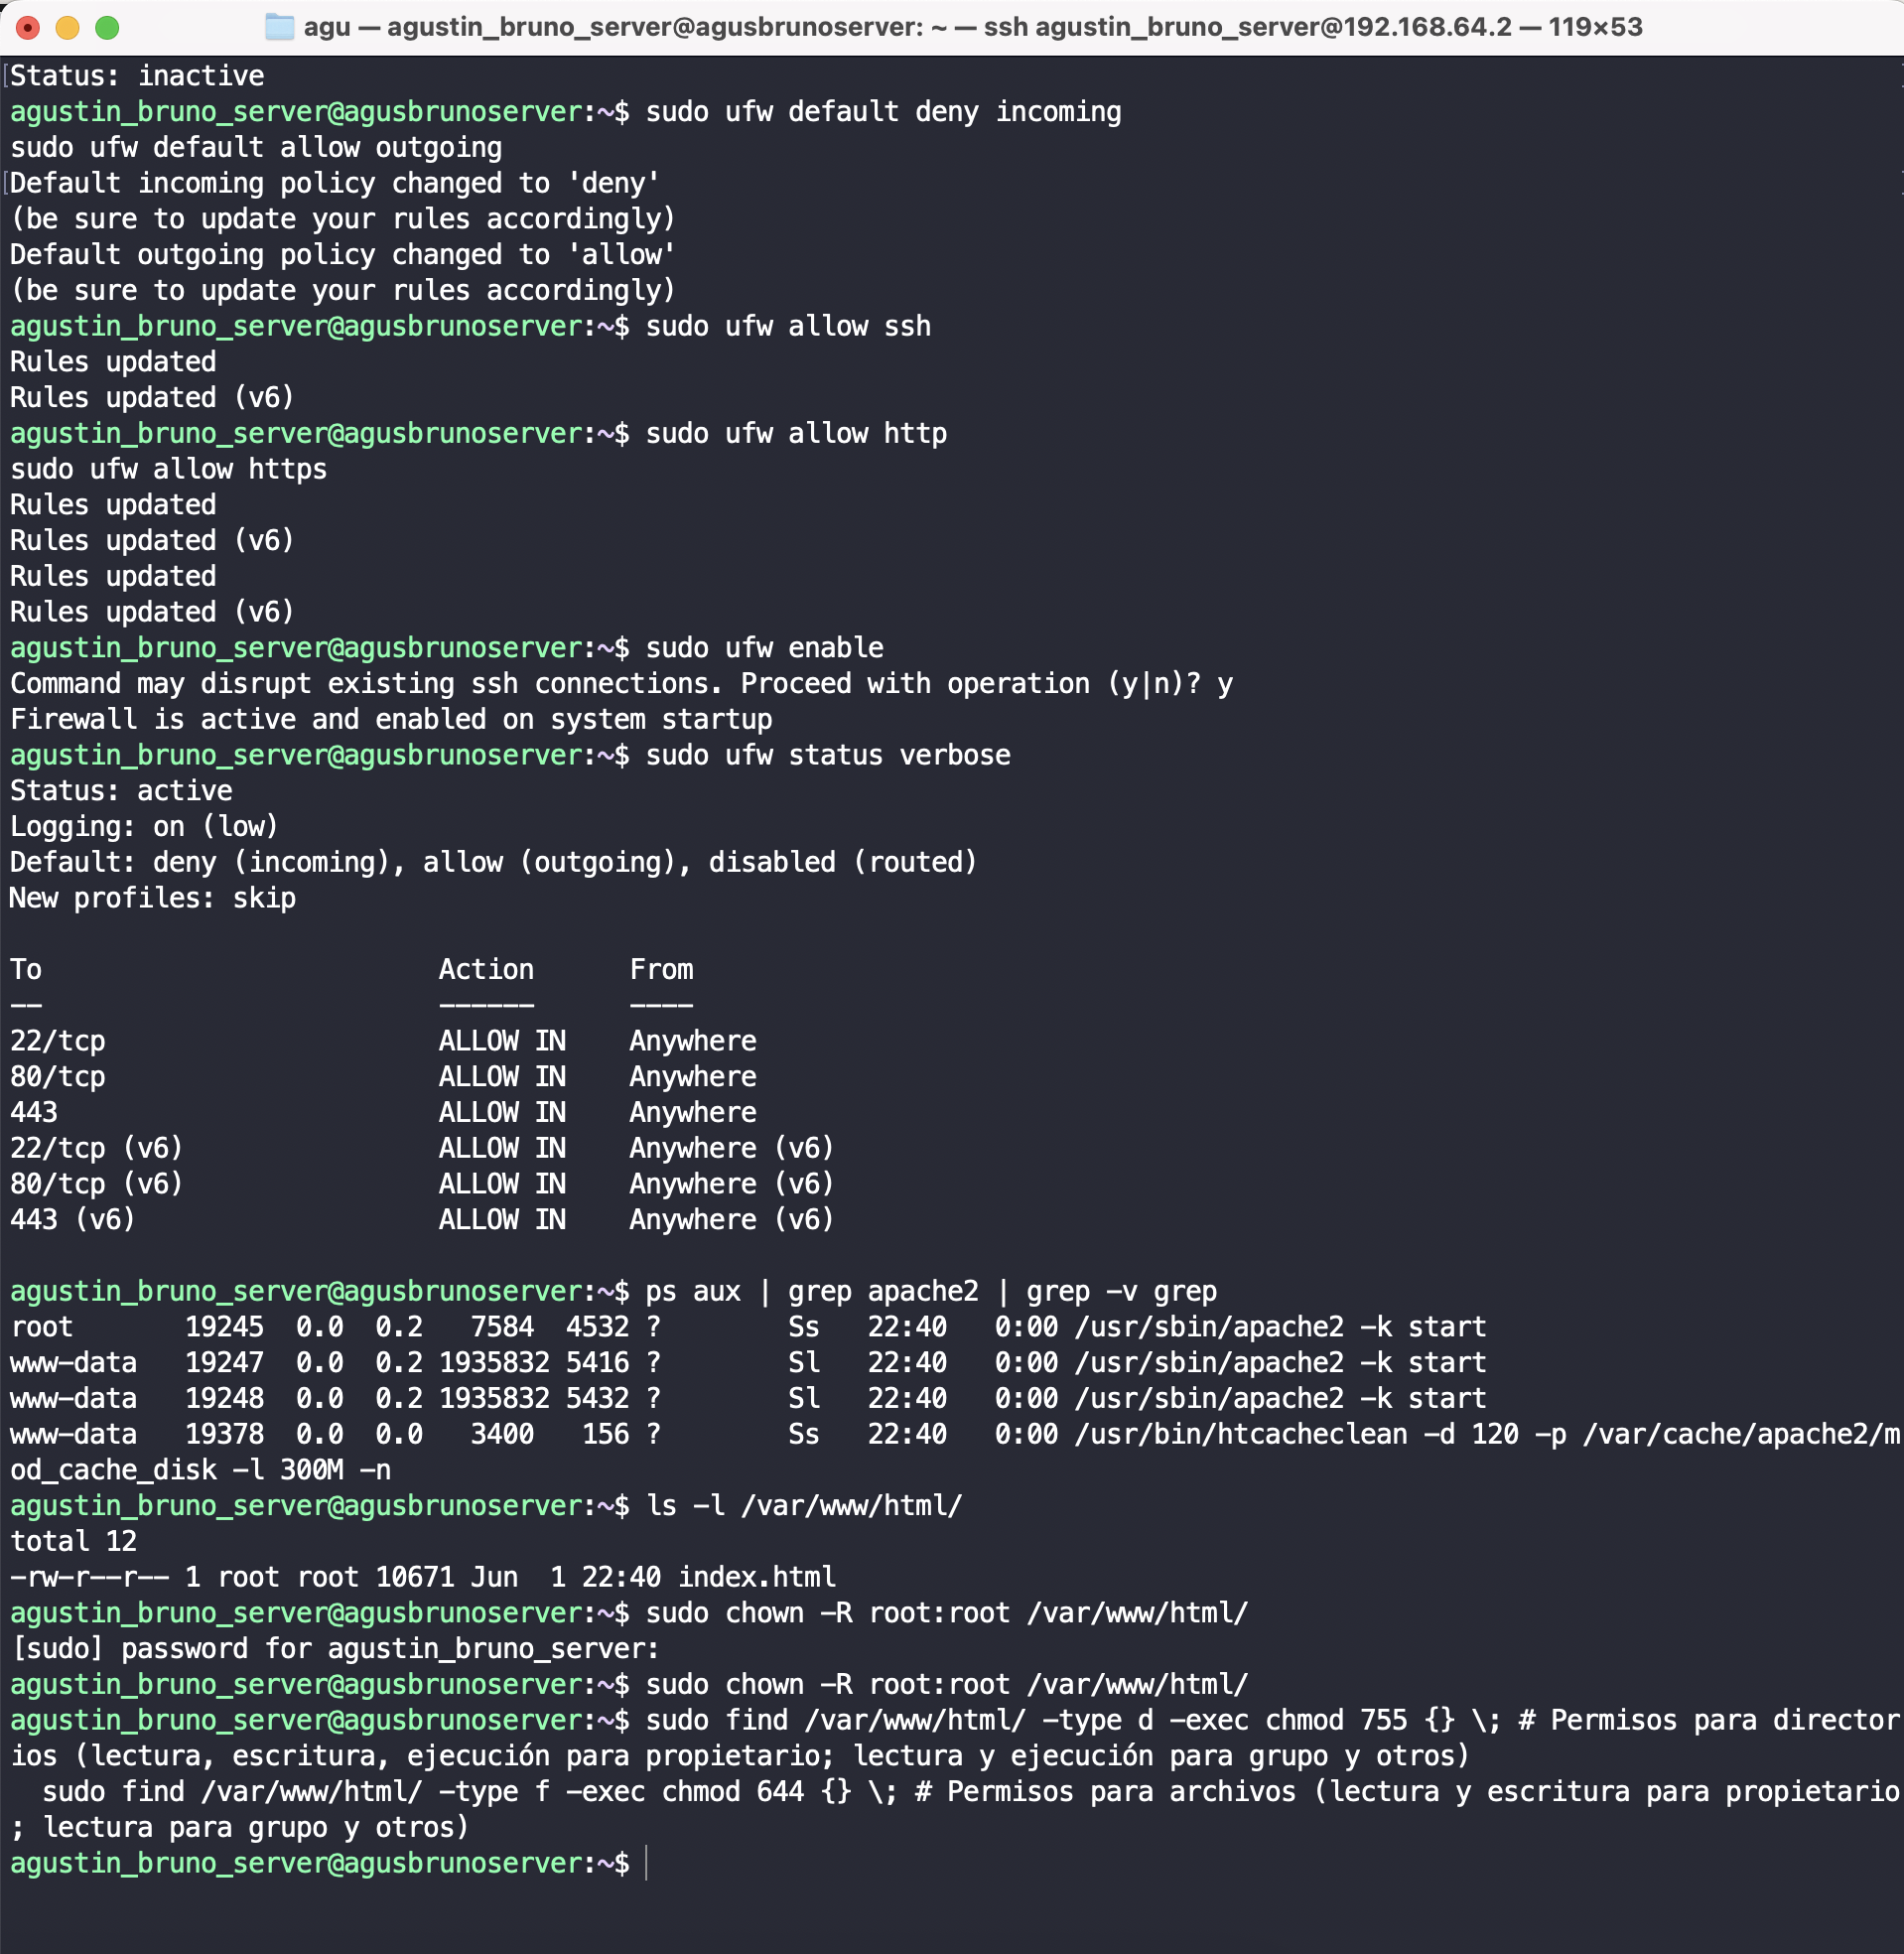 agu — agustin_bruno_server@agusbrunoserver: ~ — ssh agustin_bruno_server@192.168.64.2 — 119×53
Status: inactive
agustin_bruno_server@agusbrunoserver:~$ sudo ufw default deny incoming
sudo ufw default allow outgoing
Default incoming policy changed to 'deny'
(be sure to update your rules accordingly)
Default outgoing policy changed to 'allow'
(be sure to update your rules accordingly)
agustin_bruno_server@agusbrunoserver:~$ sudo ufw allow ssh
Rules updated
Rules updated (v6)
agustin_bruno_server@agusbrunoserver:~$ sudo ufw allow http
sudo ufw allow https
Rules updated
Rules updated (v6)
Rules updated
Rules updated (v6)
agustin_bruno_server@agusbrunoserver:~$ sudo ufw enable
Command may disrupt existing ssh connections. Proceed with operation (y|n)? y
Firewall is active and enabled on system startup
agustin_bruno_server@agusbrunoserver:~$ sudo ufw status verbose
Status: active
Logging: on (low)
Default: deny (incoming), allow (outgoing), disabled (routed)
New profiles: skip

To                         Action      From
--                         ------      ----
22/tcp                     ALLOW IN    Anywhere
80/tcp                     ALLOW IN    Anywhere
443                        ALLOW IN    Anywhere
22/tcp (v6)                ALLOW IN    Anywhere (v6)
80/tcp (v6)                ALLOW IN    Anywhere (v6)
443 (v6)                   ALLOW IN    Anywhere (v6)

agustin_bruno_server@agusbrunoserver:~$ ps aux | grep apache2 | grep -v grep
root       19245  0.0  0.2   7584  4532 ?        Ss   22:40   0:00 /usr/sbin/apache2 -k start
www-data   19247  0.0  0.2 1935832 5416 ?        Sl   22:40   0:00 /usr/sbin/apache2 -k start
www-data   19248  0.0  0.2 1935832 5432 ?        Sl   22:40   0:00 /usr/sbin/apache2 -k start
www-data   19378  0.0  0.0   3400   156 ?        Ss   22:40   0:00 /usr/bin/htcacheclean -d 120 -p /var/cache/apache2/m
od_cache_disk -l 300M -n
agustin_bruno_server@agusbrunoserver:~$ ls -l /var/www/html/
total 12
-rw-r--r-- 1 root root 10671 Jun  1 22:40 index.html
agustin_bruno_server@agusbrunoserver:~$ sudo chown -R root:root /var/www/html/
[sudo] password for agustin_bruno_server:
agustin_bruno_server@agusbrunoserver:~$ sudo chown -R root:root /var/www/html/
agustin_bruno_server@agusbrunoserver:~$ sudo find /var/www/html/ -type d -exec chmod 755 {} \; # Permisos para director
ios (lectura, escritura, ejecución para propietario; lectura y ejecución para grupo y otros)
  sudo find /var/www/html/ -type f -exec chmod 644 {} \; # Permisos para archivos (lectura y escritura para propietario
; lectura para grupo y otros)
agustin_bruno_server@agusbrunoserver:~$